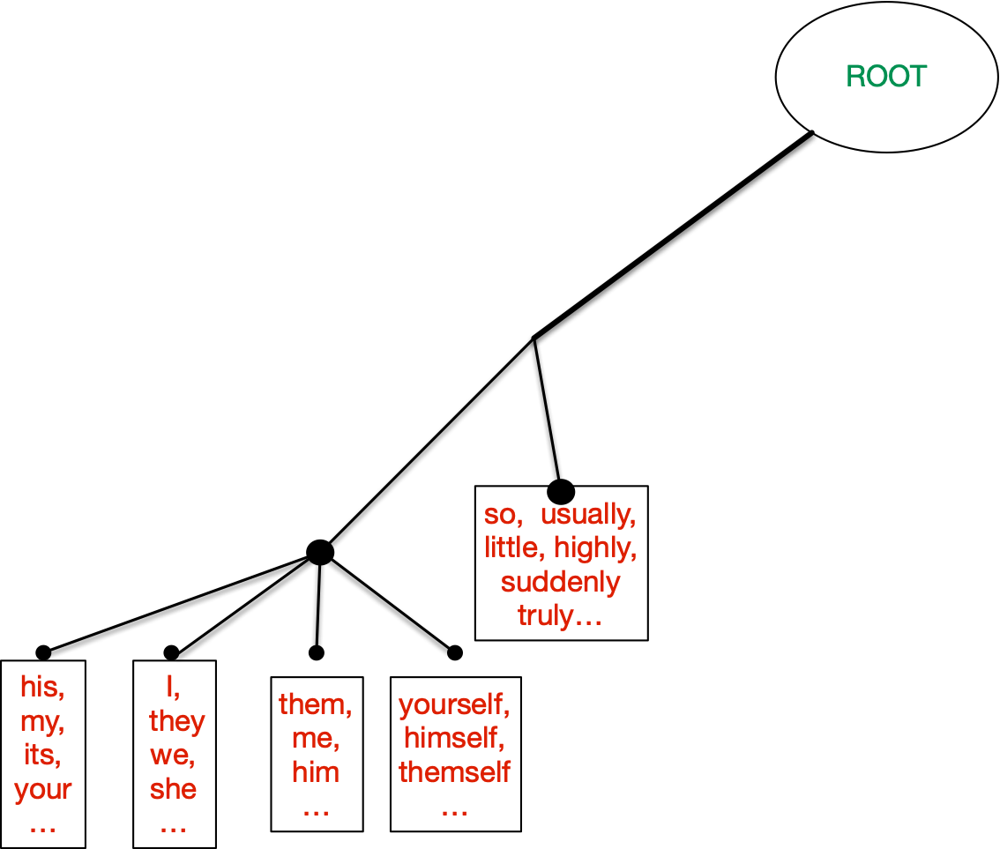 ROOT
so, usually,
little, highly,
suddenly
truly...
his,
my,
its,
your
...
I,
they
we,
she
...
them,
me,
him
...
yourself,
himself,
themself
...